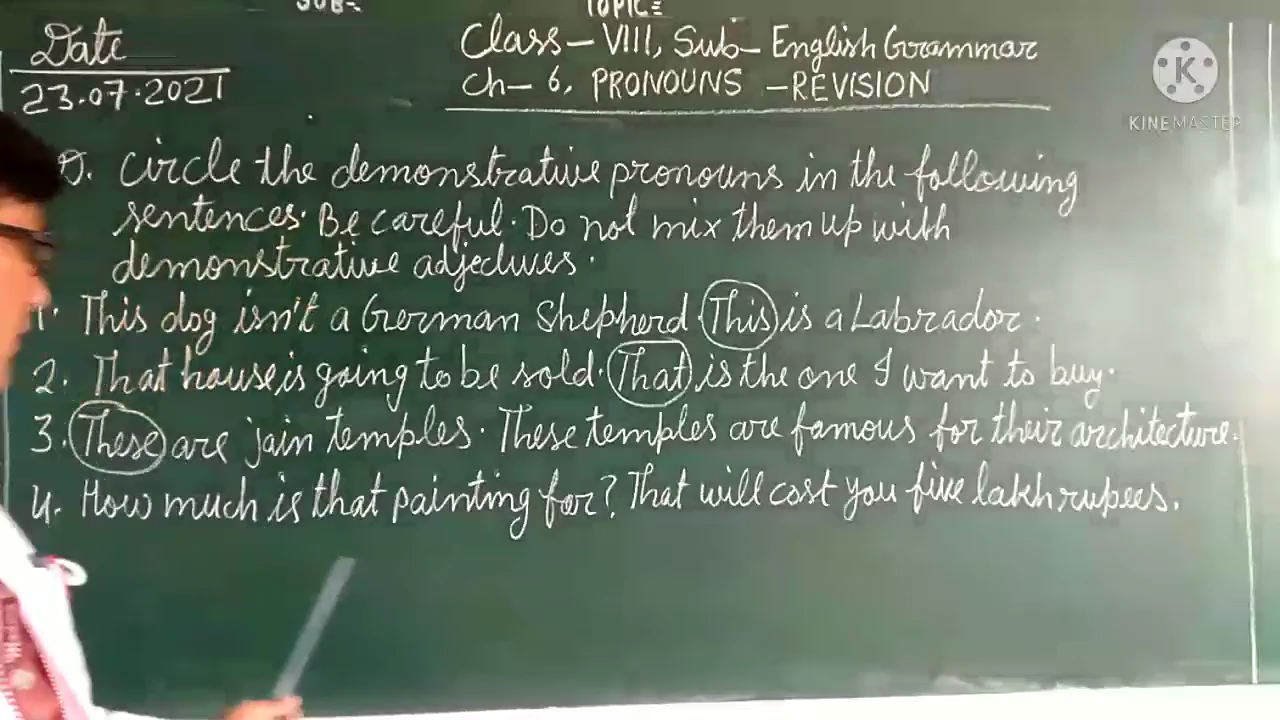 SUB-
TOPIC=
Date
23.07.2021
Class-VIII, Sub- English Grammar
Ch- 6, PRONOUNS -REVISION
KINEMASTER
D. Circle the demonstrative pronouns in the following
sentences. Be careful. Do not mix them up with
demonstrative adjectives.
1. This dog isn't a German Shepherd. This is a Labrador.
2. That house is going to be sold. That is the one I want to buy.
3. These are jain temples. These temples are famous for their architecture.
4. How much is that painting for? That will cost you five lakh rupees.